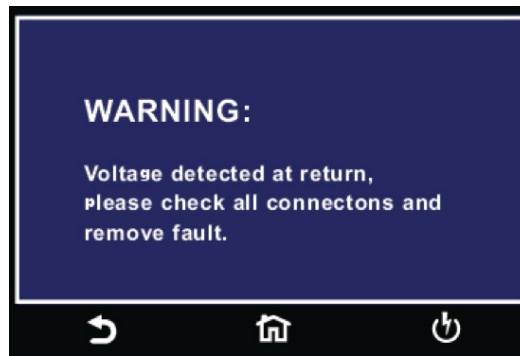 WARNING:
Voltage detected at return,
Please check all connectons and
remove fault.